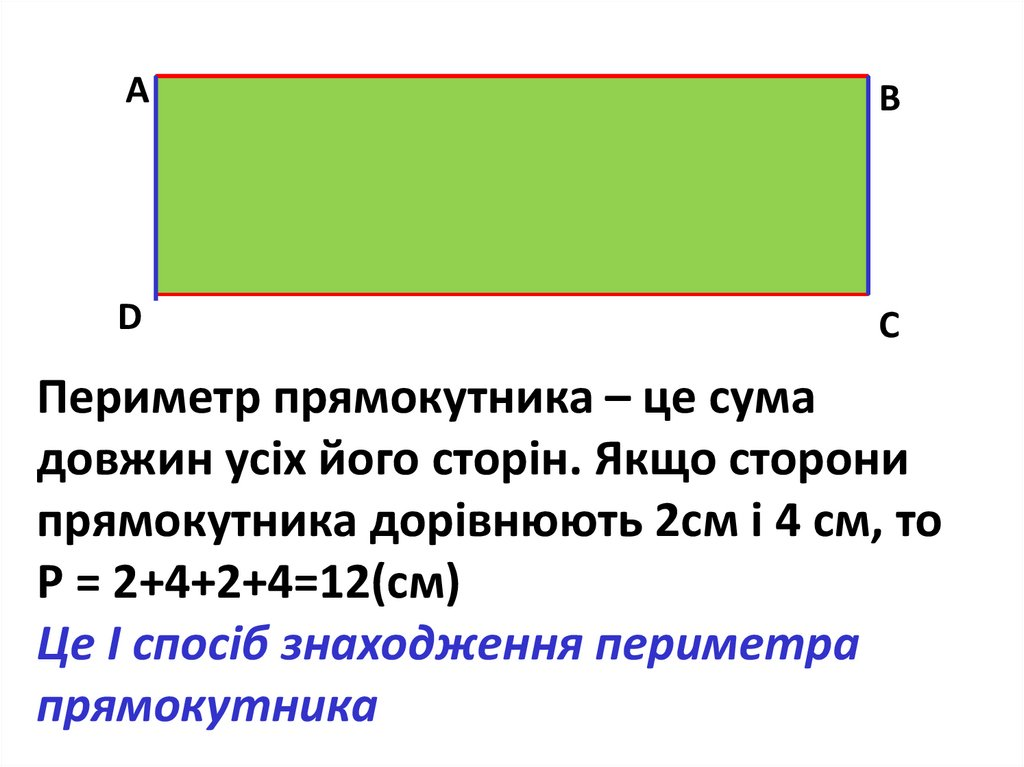 A
B
D
C
Периметр прямокутника – це сума
довжин усіх його сторін. Якщо сторони
прямокутника дорівнюють 2см і 4 см, то
Р = 2+4+2+4=12(см)
Це І спосіб знаходження периметра
прямокутника